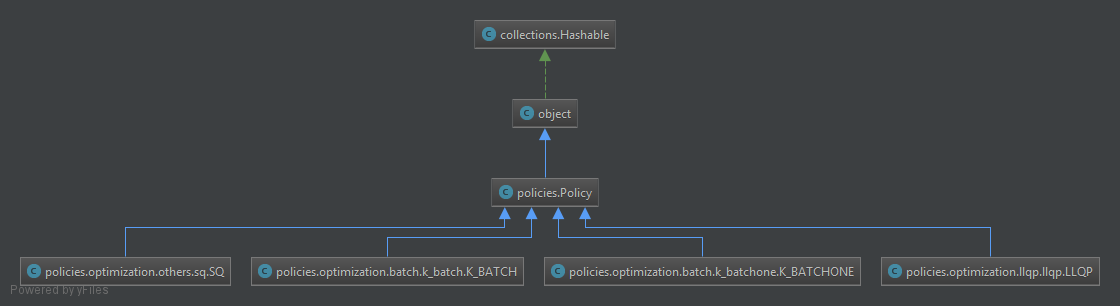 C collections.Hashable
C object
C policies.Policy
C policies.optimization.others.sq.SQ C policies.optimization.batch.k_batch.K_BATCH C policies.optimization.batch.k_batchone.K_BATCHONE C policies.optimization.llqp.llqp.LLQP
Powered by yFiles